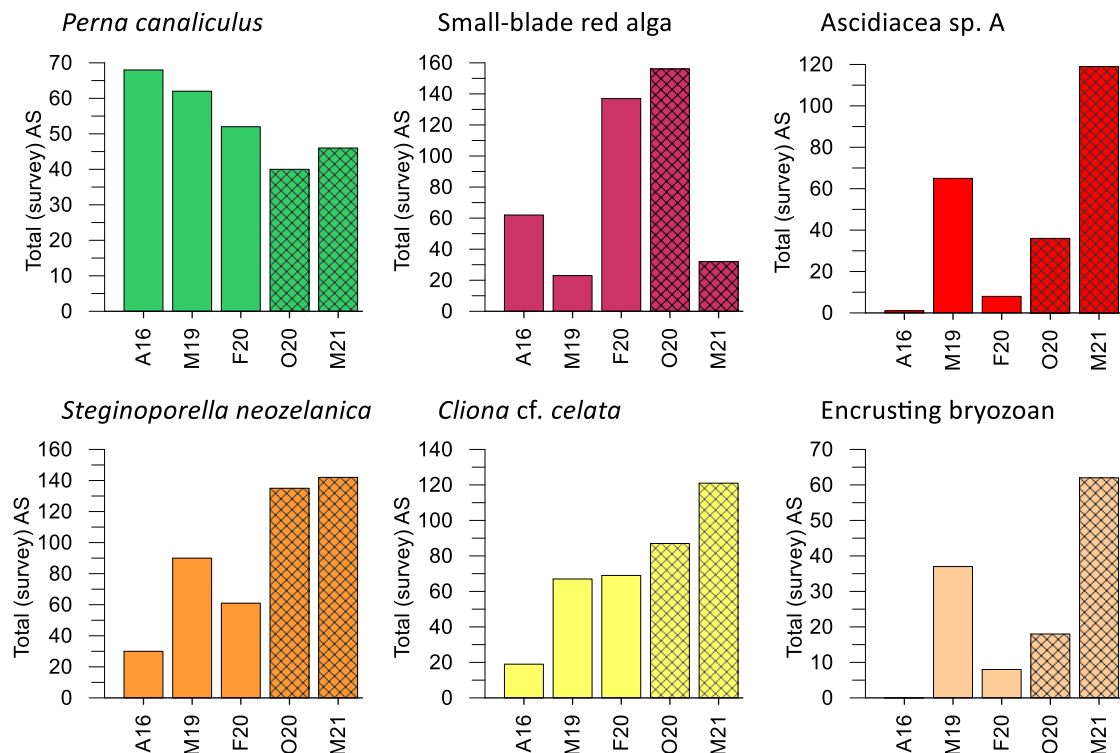 Perna canaliculus
Small-blade red alga
Ascidiacea sp. A
Total (survey) AS
70
60
50
40
30
20
10
0
A16
M19
F20
O20
M21
Total (survey) AS
160
140
120
100
80
60
40
20
0
A16
M19
F20
O20
M21
Total (survey) AS
120
100
80
60
40
20
0
A16
M19
F20
O20
M21
Steginoporella neozelanica
Cliona cf. celata
Encrusting bryozoan
Total (survey) AS
160
140
120
100
80
60
40
20
0
A16
M19
F20
O20
M21
Total (survey) AS
140
120
100
80
60
40
20
0
A16
M19
F20
O20
M21
Total (survey) AS
70
60
50
40
30
20
10
0
A16
M19
F20
O20
M21